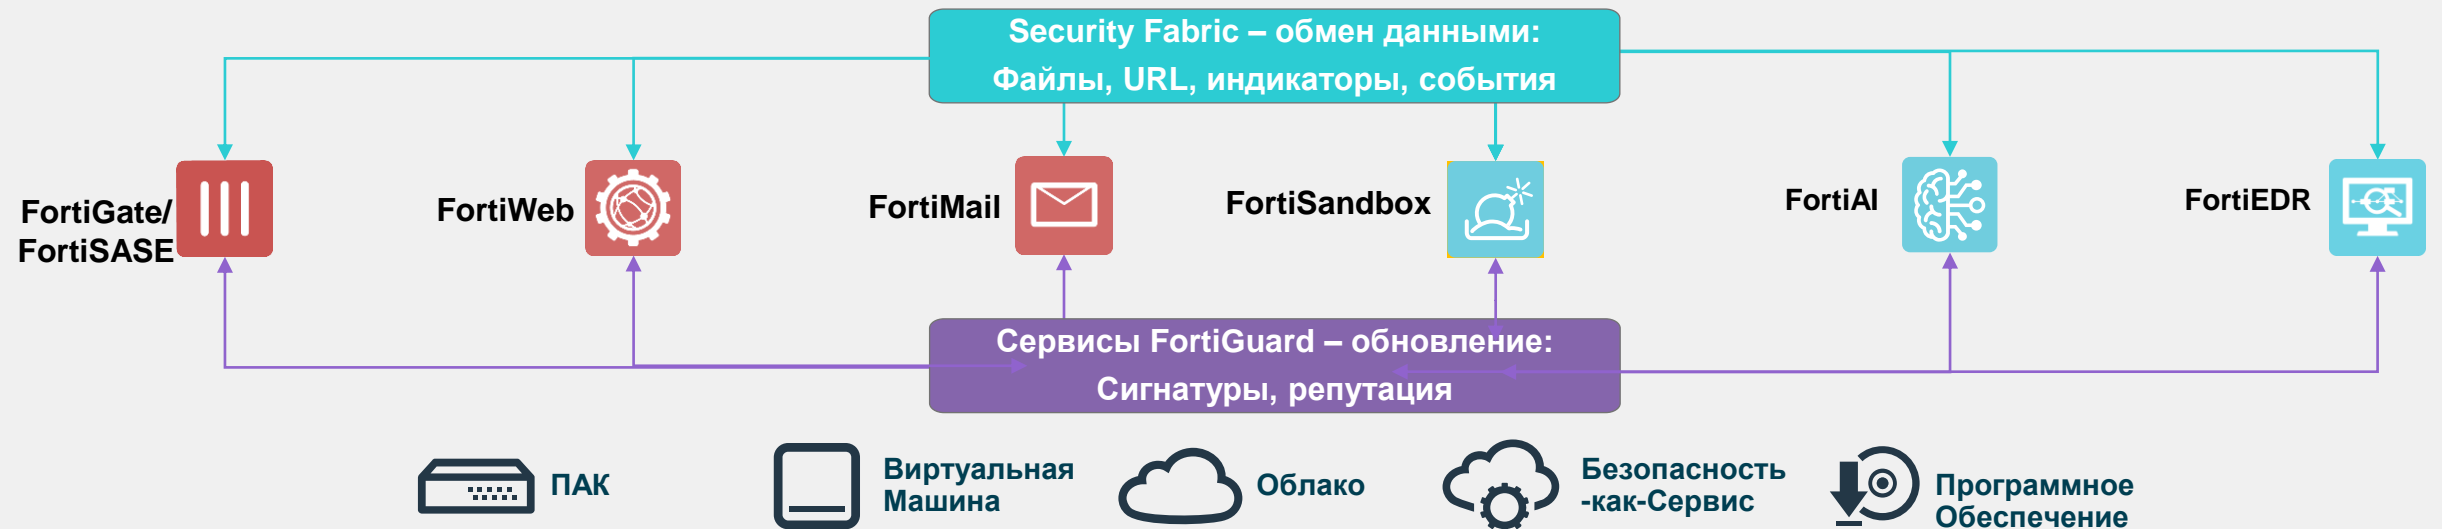 Security Fabric – обмен данными:
Файлы, URL, индикаторы, события
FortiGate/
FortiSASE
FortiWeb
FortiMail
FortiSandbox
FortiAI
FortiEDR
Сервисы FortiGuard – обновление:
Сигнатуры, репутация
ПАК
Виртуальная
Машина
Облако
Безопасность
-как-Сервис
Программное
Обеспечение